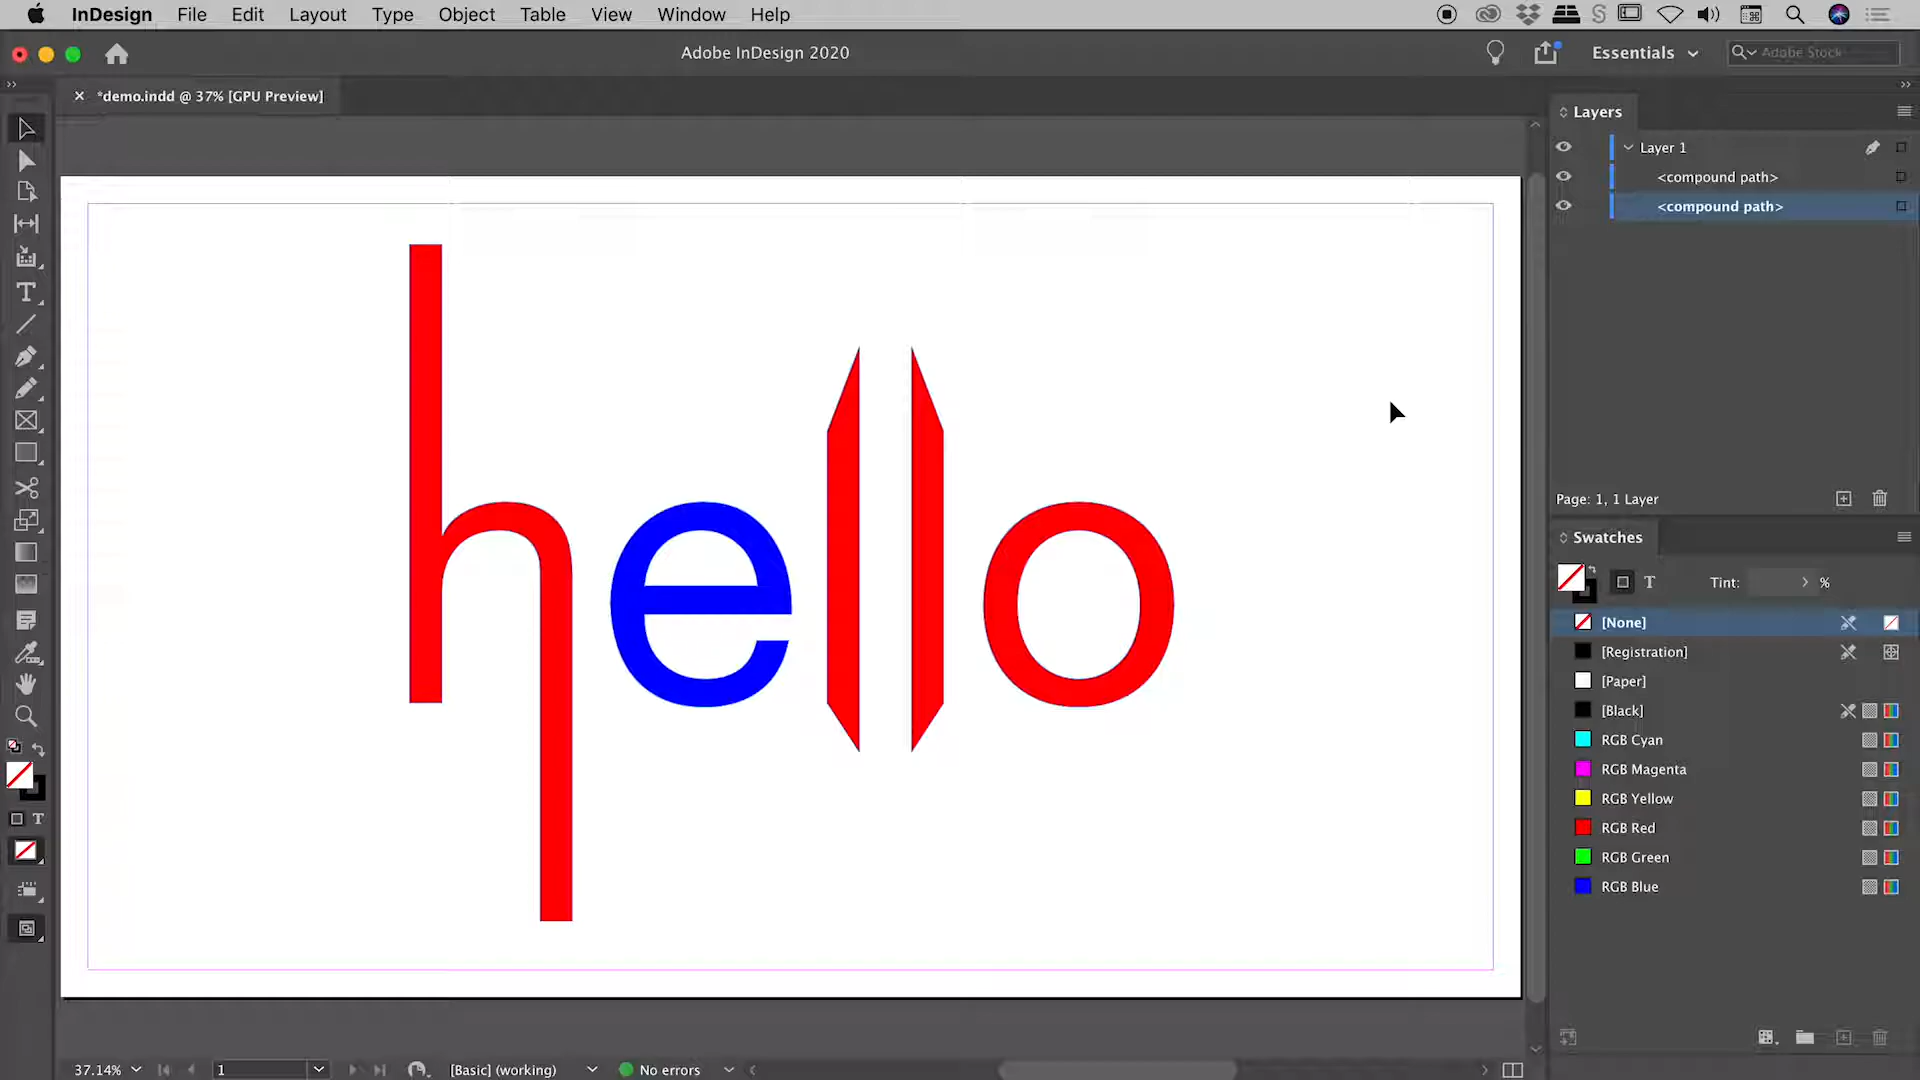 InDesign File Edit Layout Type Object Table View Window Help
Adobe InDesign 2020
Essentials
Adobe Stock
*demo.indd @ 37% [GPU Preview]
Layers
Layer 1
<compound path>
<compound path>
hello
Page: 1, 1 Layer
Swatches
T Tint: %
[None]
[Registration]
[Paper]
[Black]
RGB Cyan
RGB Magenta
RGB Yellow
RGB Red
RGB Green
RGB Blue
37.14% 1 [Basic] (working) No errors